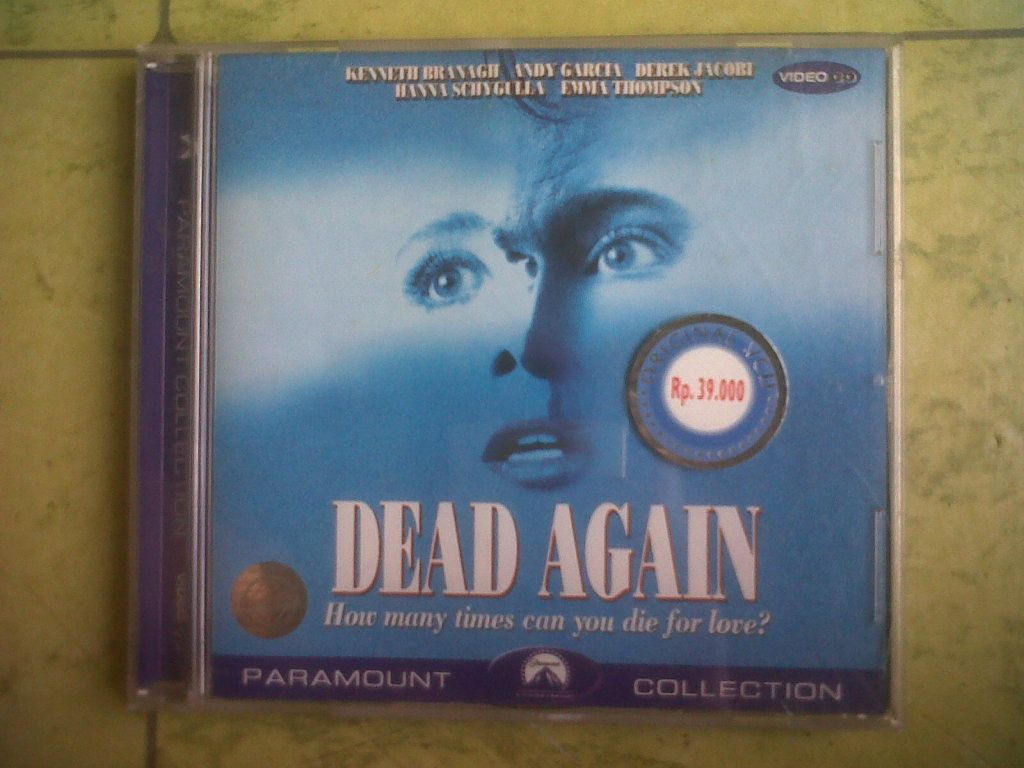 KENNETH BRANAGH ANDY GARCIA DEREK JACOBI
HANNA SCHYGULLA EMMA THOMPSON
VIDEO CD
ORIGINAL VCD
Rp. 39.000
DEAD AGAIN
How many times can you die for love?
PARAMOUNT
Paramount
COLLECTION
PARAMOUNT COLLECTION